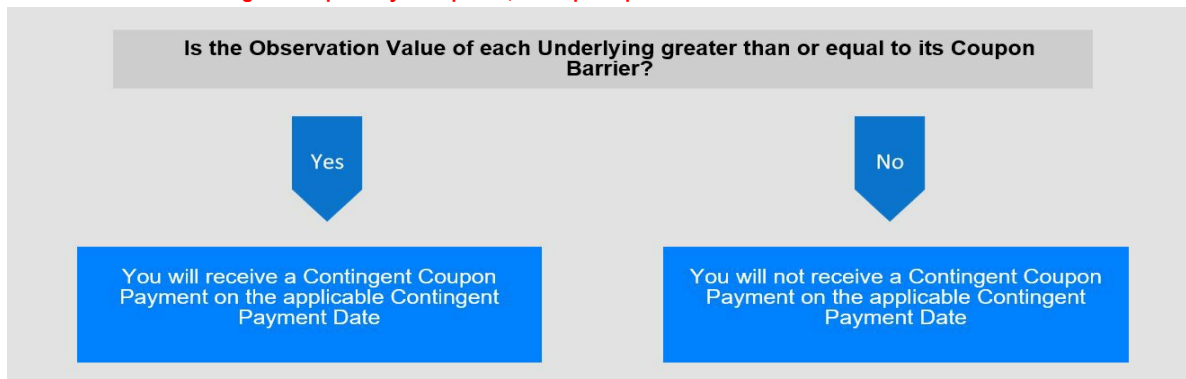 Is the Observation Value of each Underlying greater than or equal to its Coupon
Barrier?
Yes
No
You will receive a Contingent Coupon
Payment on the applicable Contingent
Payment Date
You will not receive a Contingent Coupon
Payment on the applicable Contingent
Payment Date